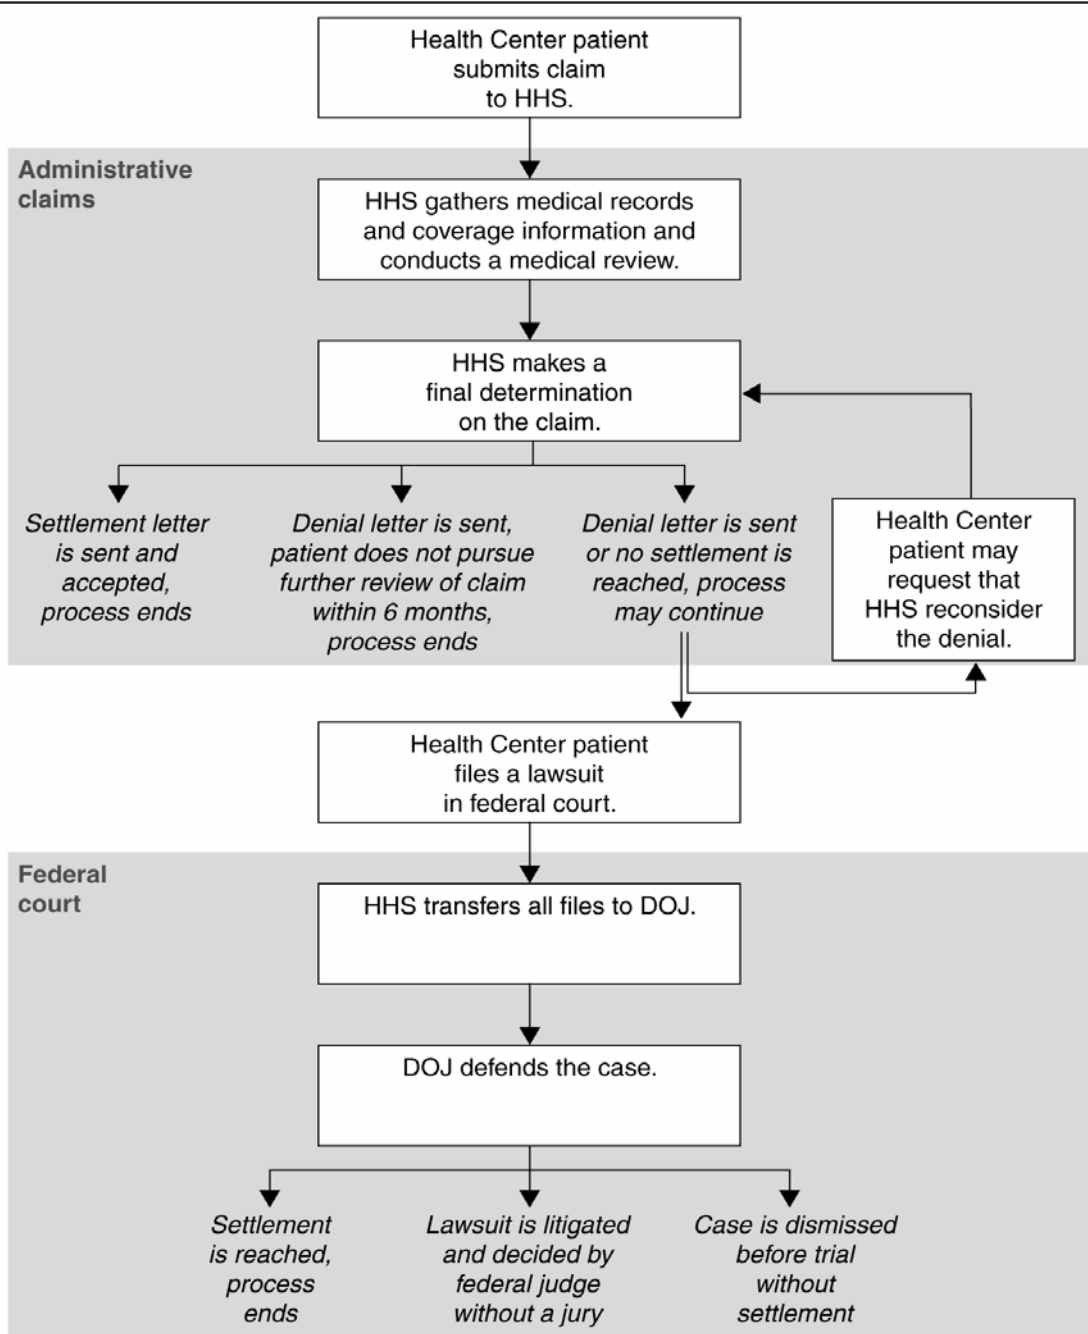 Health Center patient
submits claim
to HHS.
Administrative
claims
HHS gathers medical records
and coverage information and
conducts a medical review.
HHS makes a
final determination
on the claim.
Settlement letter
is sent and
accepted,
process ends
Denial letter is sent,
patient does not pursue
further review of claim
within 6 months,
process ends
Denial letter is sent
or no settlement is
reached, process
may continue
Health Center
patient may
request that
HHS reconsider
the denial.
Health Center patient
files a lawsuit
in federal court.
Federal
court
HHS transfers all files to DOJ.
DOJ defends the case.
Settlement
is reached,
process
ends
Lawsuit is litigated
and decided by
federal judge
without a jury
Case is dismissed
before trial
without
settlement